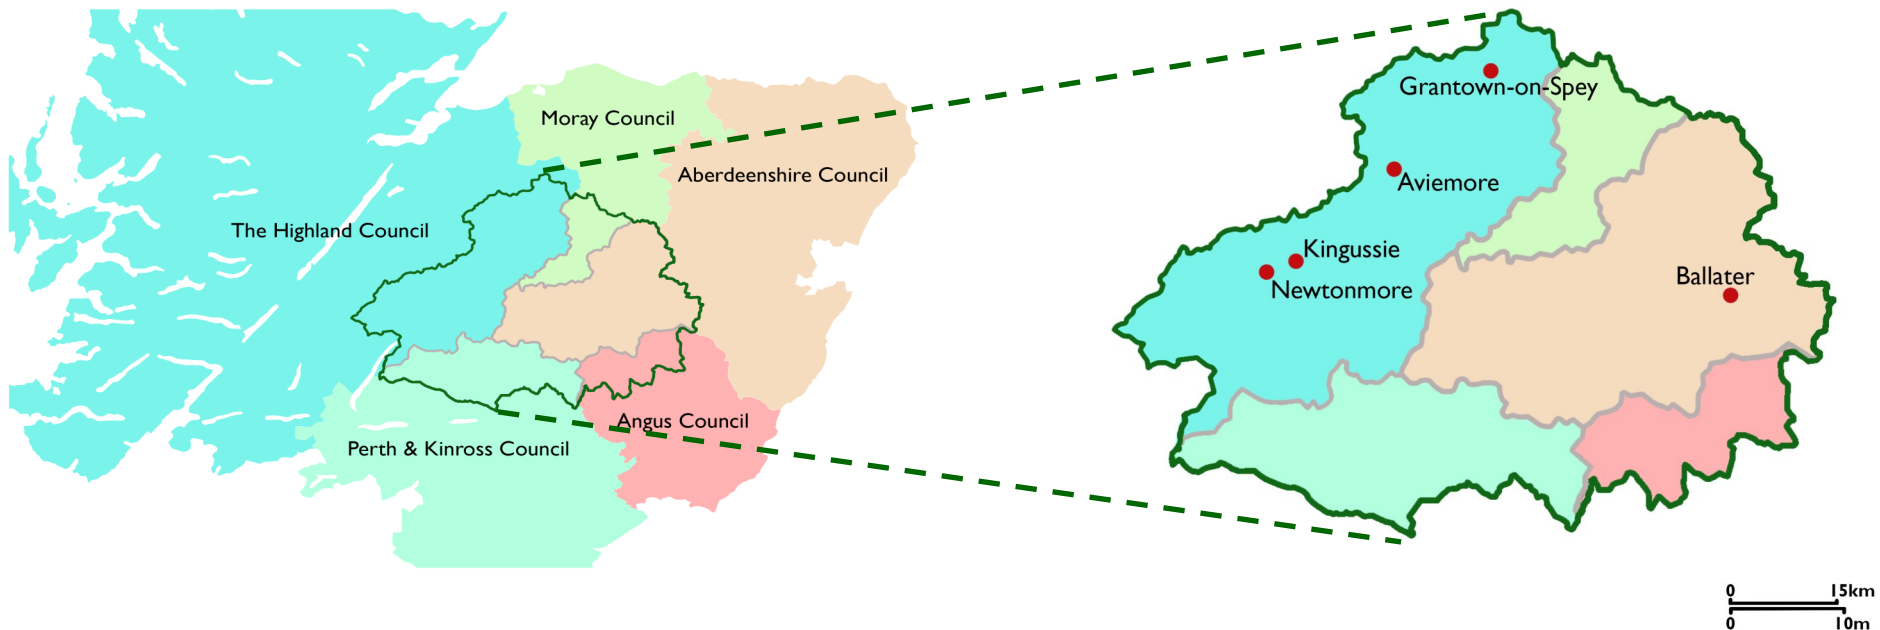 Moray Council
Aberdeenshire Council
The Highland Council
Angus Council
Perth & Kinross Council
Grantown-on-Spey
Aviemore
Kingussie
Newtonmore
Ballater
0 15km
0 10m